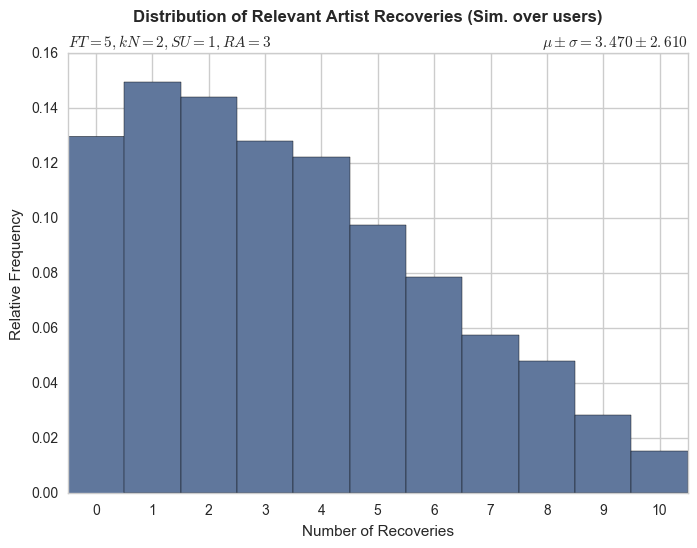 Distribution of Relevant Artist Recoveries (Sim. over users)
FT = 5, kN = 2, SU = 1, RA = 3
μ ± σ = 3.470 ± 2.610
0.16
0.14
0.12
0.10
0.08
0.06
0.04
0.02
0.00
Relative Frequency
0 1 2 3 4 5 6 7 8 9 10
Number of Recoveries